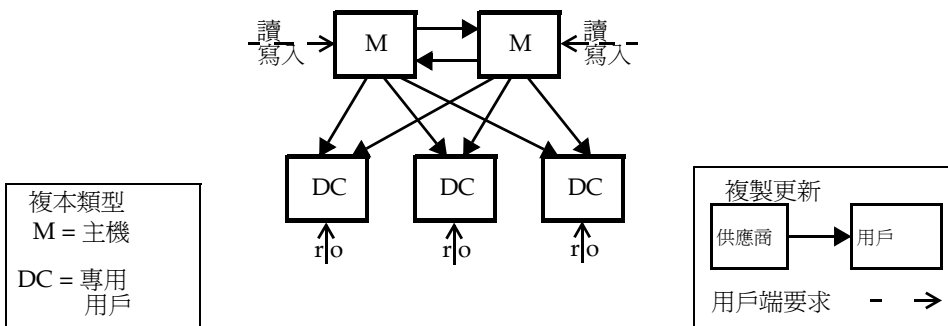 讀
寫入
M
M
讀
寫入
DC
DC
DC
r o
r o
r o
複本類型
M = 主機
DC = 專用
用戶
複製更新
供應商
用戶
用戶端要求